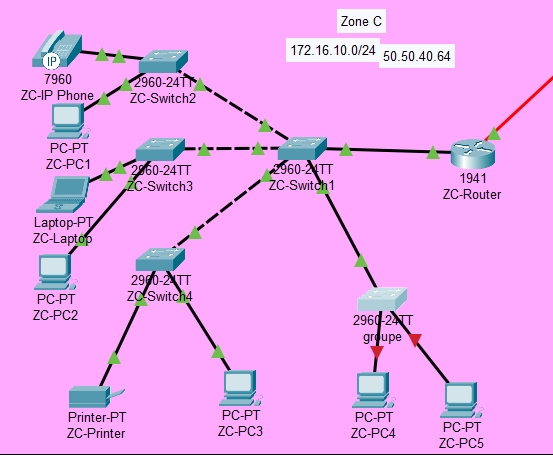 Zone C
172.16.10.0/24
50.50.40.64
IP
7960
ZC-IP Phone
2960-24TT
ZC-Switch2
PC-PT
ZC-PC1
2960-24TT
ZC-Switch3
2960-24TT
ZC-Switch1
1941
ZC-Router
Laptop-PT
ZC-Laptop
PC-PT
ZC-PC2
2960-24TT
ZC-Switch4
2960-24TT
groupe
Printer-PT
ZC-Printer
PC-PT
ZC-PC3
PC-PT
ZC-PC4
PC-PT
ZC-PC5